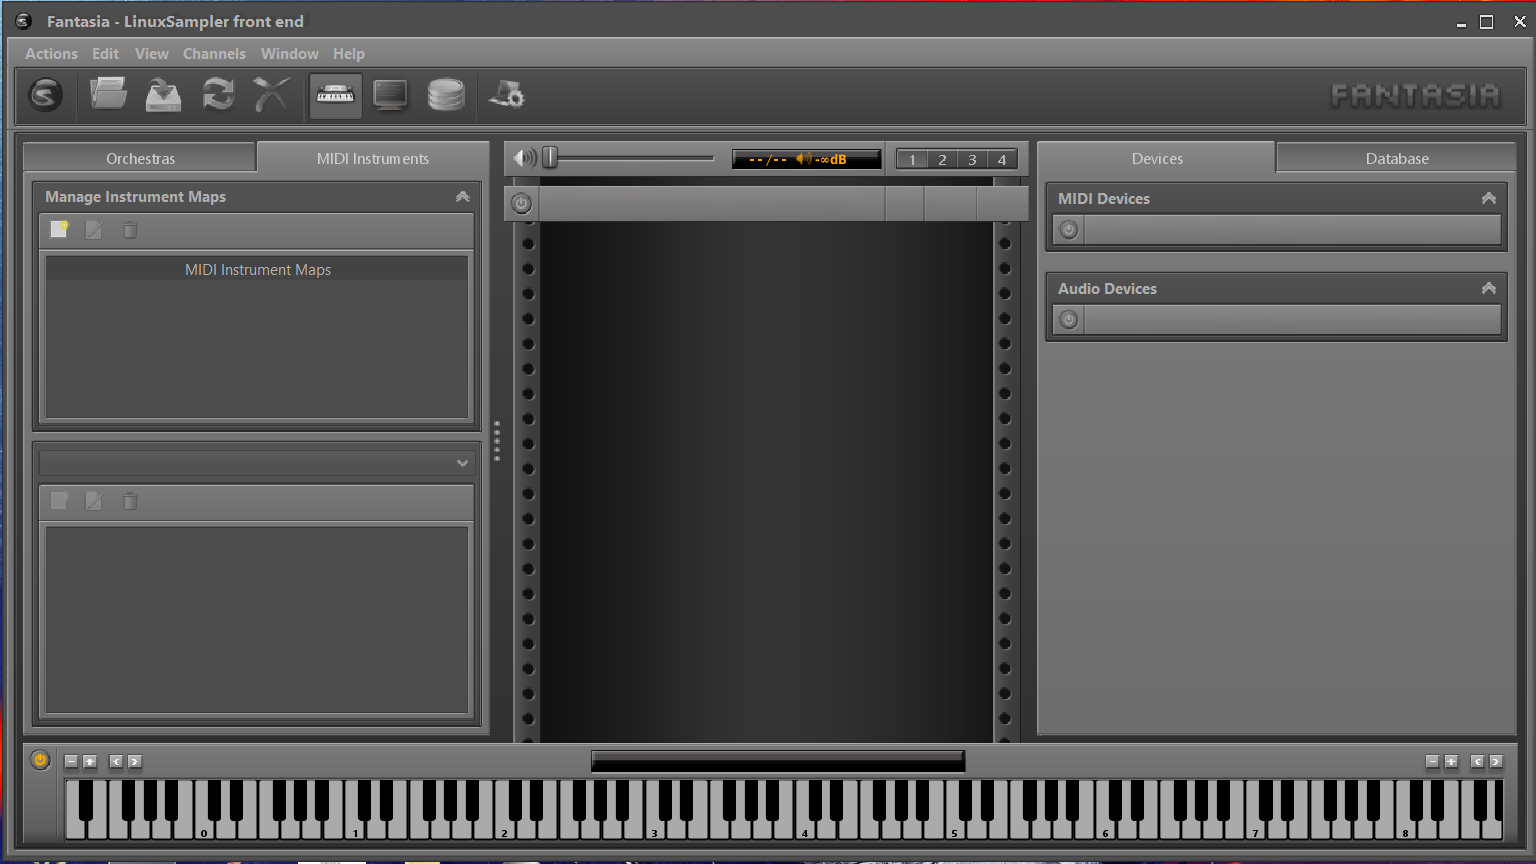 Fantasia - LinuxSampler front end
Actions Edit View Channels Window Help
FANTASIA
Orchestras MIDI Instruments
Manage Instrument Maps
MIDI Instrument Maps
--/-- -∞dB
1 2 3 4
Devices Database
MIDI Devices
Audio Devices
0 1 2 3 4 5 6 7 8